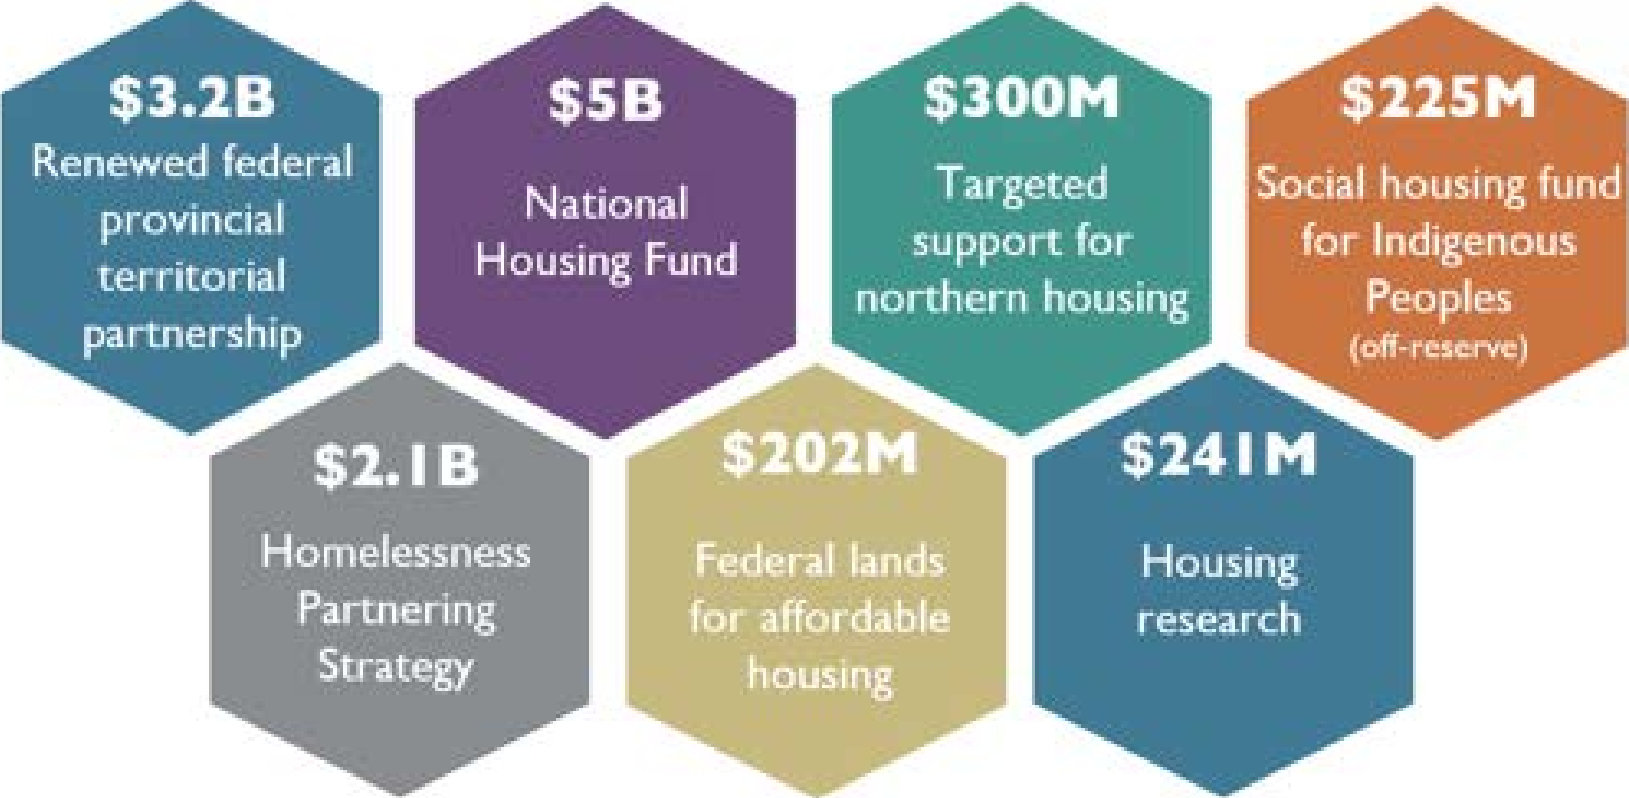 $3.2B
Renewed federal
provincial
territorial
partnership
$5B
National
Housing Fund
$300M
Targeted
support for
northern housing
$225M
Social housing fund
for Indigenous
Peoples
(off-reserve)
$2.1B
Homelessness
Partnering
Strategy
$202M
Federal lands
for affordable
housing
$241M
Housing
research